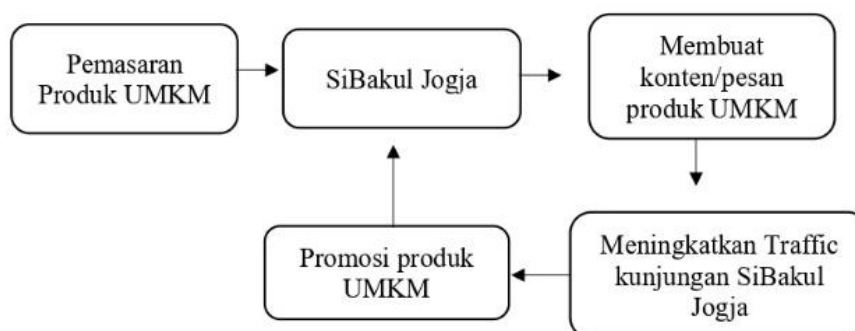 Pemasaran
Produk UMKM
SiBakul Jogja
Membuat
konten/pesan
produk UMKM
Meningkatkan Traffic
kunjungan SiBakul
Jogja
Promosi produk
UMKM